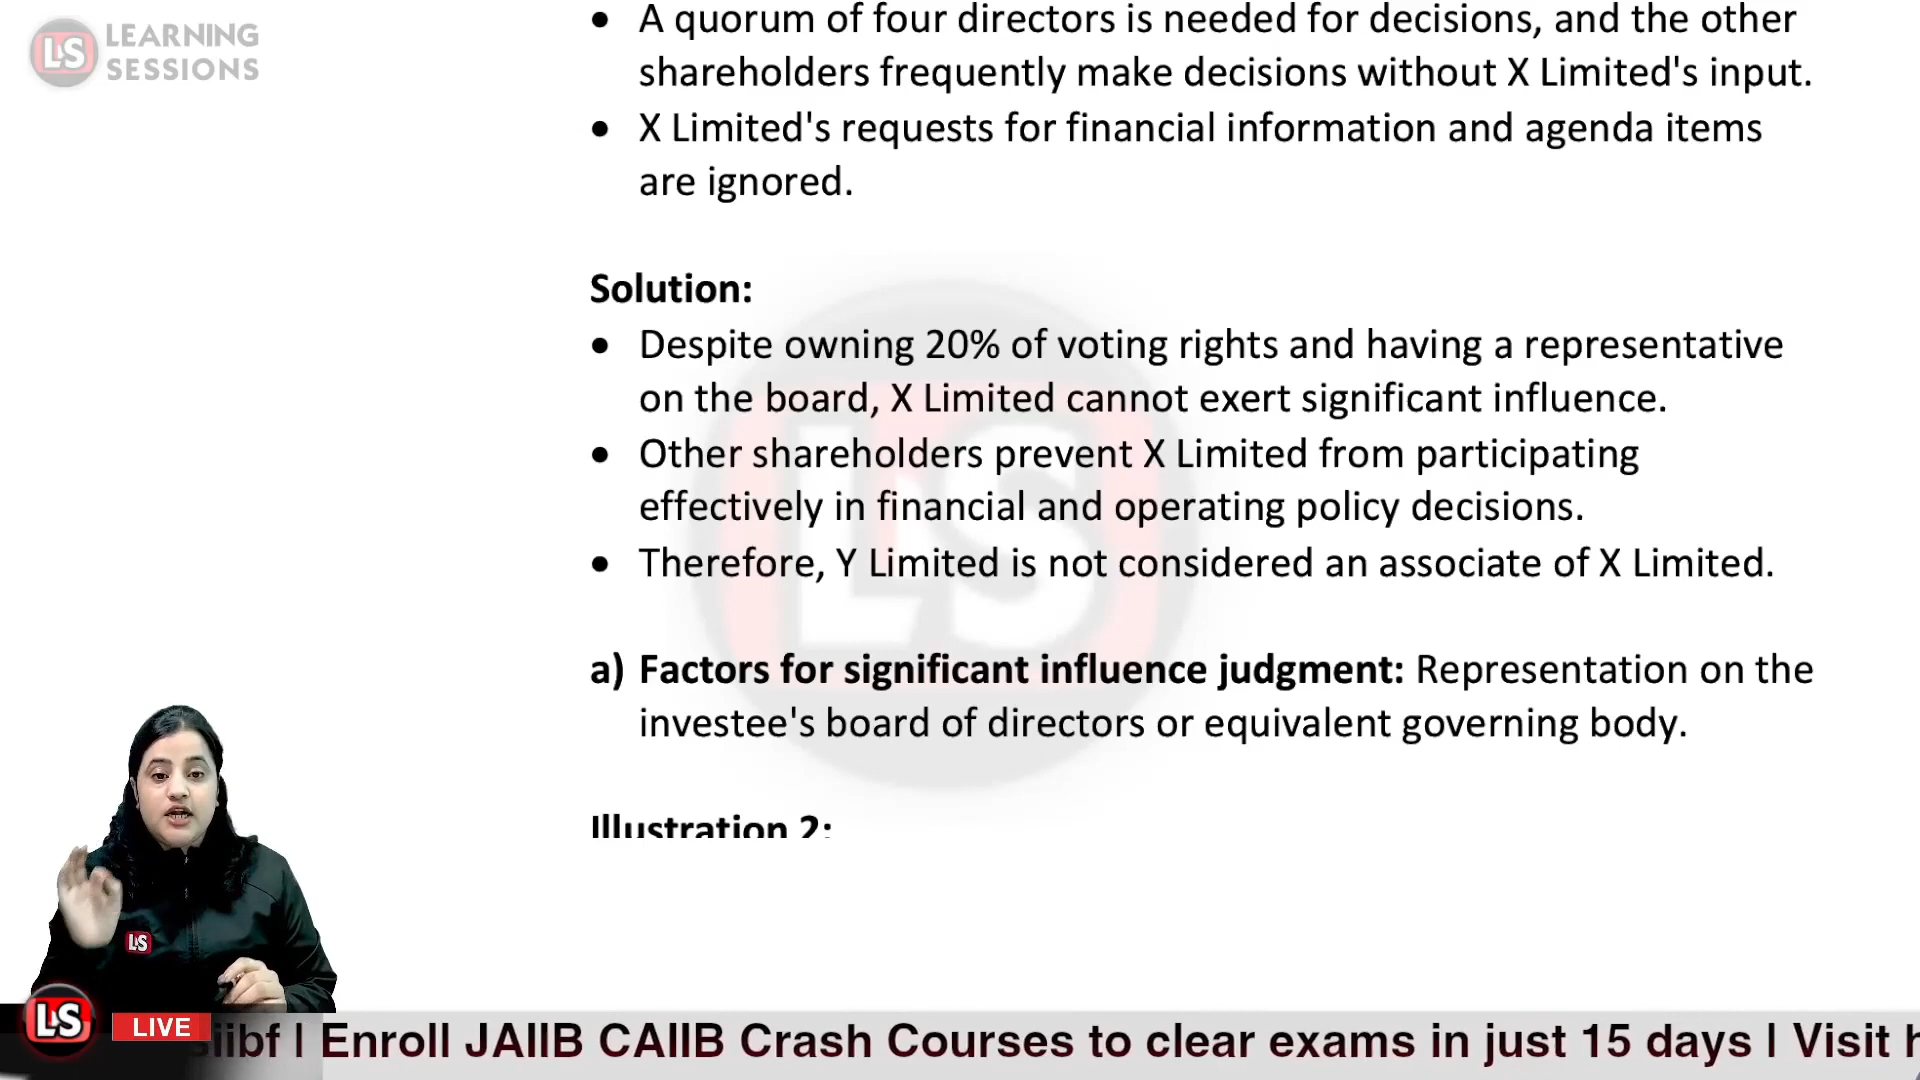 LEARNING
SESSIONS
LS
• A quorum of four directors is needed for decisions, and the other
shareholders frequently make decisions without X Limited's input.
• X Limited's requests for financial information and agenda items
are ignored.
Solution:
• Despite owning 20% of voting rights and having a representative
on the board, X Limited cannot exert significant influence.
• Other shareholders prevent X Limited from participating
effectively in financial and operating policy decisions.
• Therefore, Y Limited is not considered an associate of X Limited.
a) Factors for significant influence judgment: Representation on the
investee's board of directors or equivalent governing body.
Illustration 2:
LS
LS
LS
LIVE
iibf | Enroll JAIIB CAIIB Crash Courses to clear exams in just 15 days | Visit